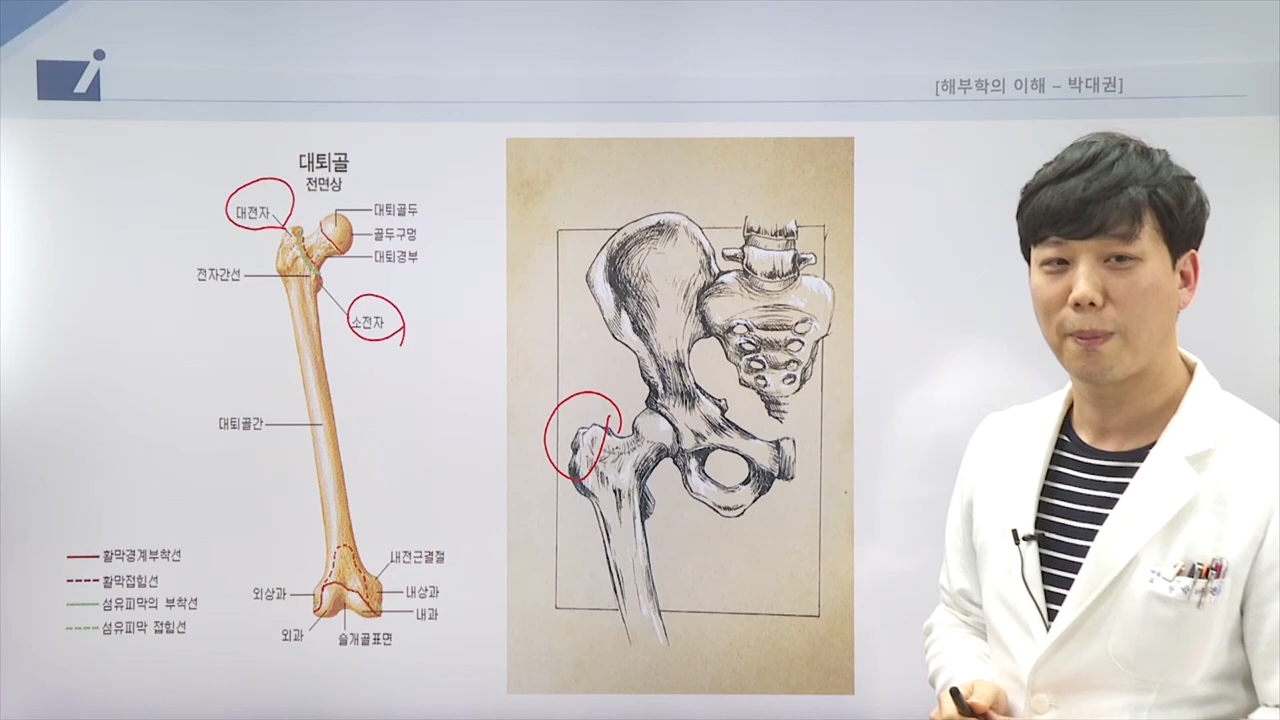 [해부학의 이해 – 박대권]
대퇴골
전면상
대전자
대퇴골두
골두구멍
대퇴경부
전자간선
소전자
대퇴골간
활막경계부착선
활막접힘선
섬유피막의 부착선
섬유피막 접힘선
내전근결절
외상과
내상과
내과
외과
슬개골표면